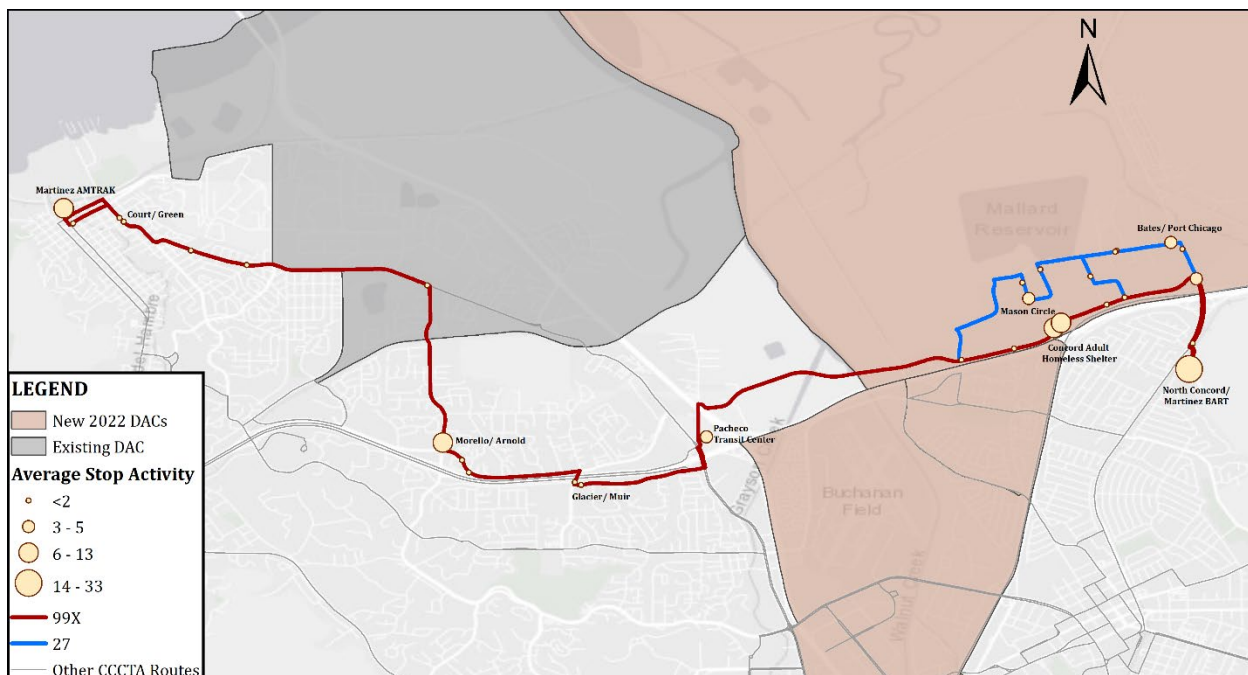 N
Martinez AMTRAK
Court/ Green
Mallard
Reservoir
Bates/ Port Chicago
Mason Circle
Concord Adult
Homeless Shelter
North Concord/
Martinez BART
Pacheco
Transit Center
Morello/ Arnold
Glacier/ Muir
Grayson Creek
Buchanan
Field
Walnut Creek
del Hambre
LEGEND
New 2022 DACs
Existing DAC
Average Stop Activity
<2
3 - 5
6 - 13
14 - 33
99X
27
Other CCCTA Routes